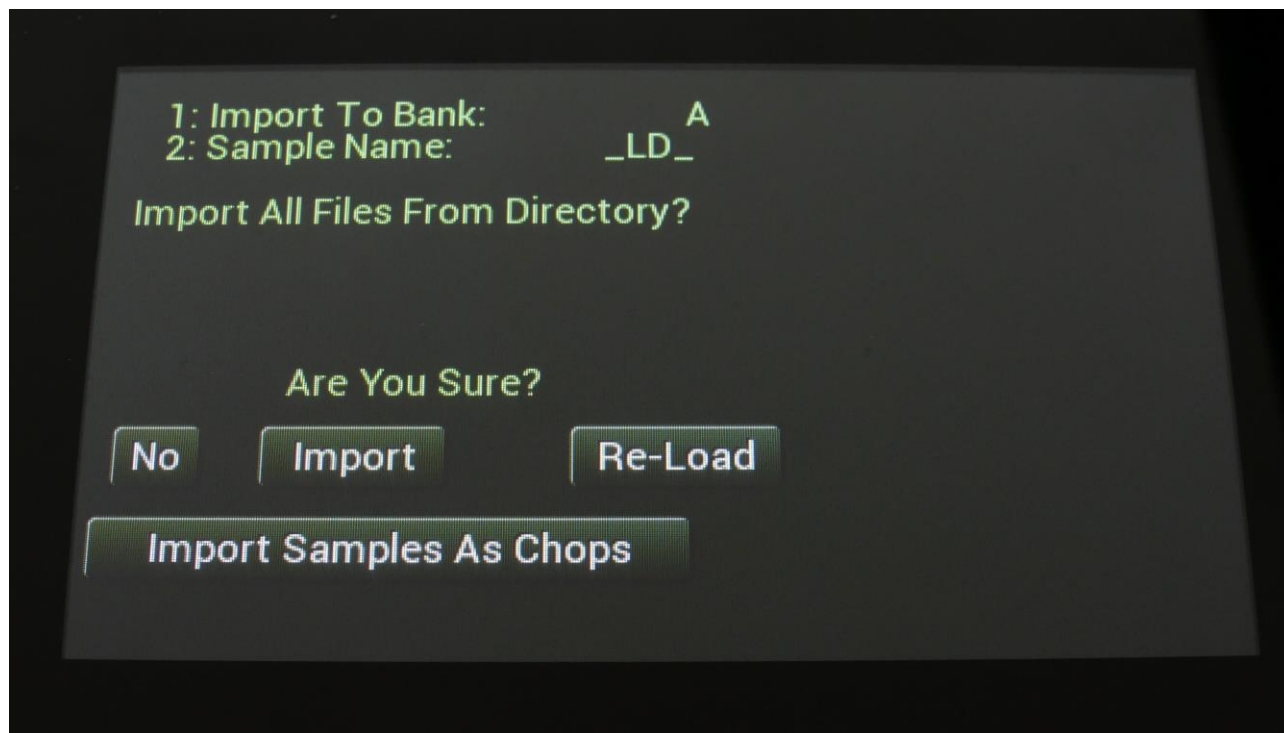 1: Import To Bank: A
2: Sample Name: _LD_
Import All Files From Directory?
Are You Sure?
No Import Re-Load
Import Samples As Chops